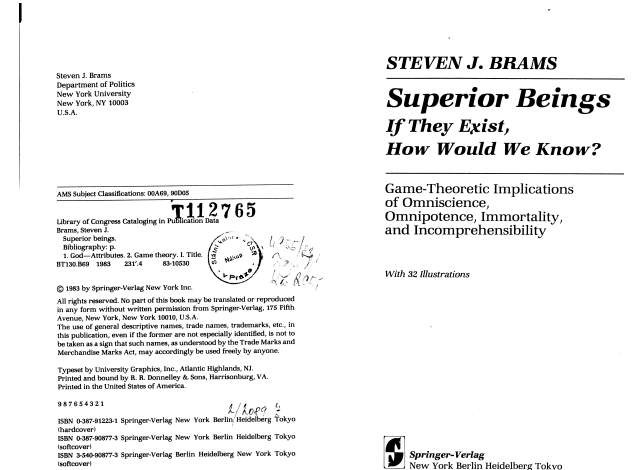 Steven J. Brams
Department of Politics
New York University
New York, NY 10003
U.S.A.
AMS Subject Classifications: 00A69, 90D05
T112765
Library of Congress Cataloging in Publication Data
Brams, Steven J.
Superior beings.
Bibliography: p.
1. God—Attributes. 2. Game theory. I. Title.
BT130.B69 1983 231'.4 83-10530
© 1983 by Springer-Verlag New York Inc.
All rights reserved. No part of this book may be translated or reproduced
in any form without written permission from Springer-Verlag, 175 Fifth
Avenue, New York, New York 10010, U.S.A.
The use of general descriptive names, trade names, trademarks, etc., in
this publication, even if the former are not especially identified, is not to
be taken as a sign that such names, as understood by the Trade Marks and
Merchandise Marks Act, may accordingly be used freely by anyone.
Typeset by University Graphics, Inc., Atlantic Highlands, NJ.
Printed and bound by R. R. Donnelley & Sons, Harrisonburg, VA.
Printed in the United States of America.
9 8 7 6 5 4 3 2 1
ISBN 0-387-91223-1 Springer-Verlag New York Berlin Heidelberg Tokyo
(hardcover)
ISBN 0-387-90877-3 Springer-Verlag New York Berlin Heidelberg Tokyo
(softcover)
ISBN 3-540-90877-3 Springer-Verlag Berlin Heidelberg New York Tokyo
(softcover)
STEVEN J. BRAMS
Superior Beings
If They Exist,
How Would We Know?
Game-Theoretic Implications
of Omniscience,
Omnipotence, Immortality,
and Incomprehensibility
With 32 Illustrations
Springer-Verlag
New York Berlin Heidelberg Tokyo